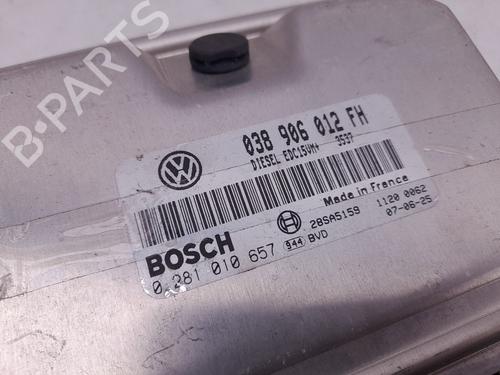 038 906 012 FH
DIESEL EDC15VM+ 3537
Made in France
28SA5159 1120 0062
BOSCH 944 BVD 07-06-25
0 281 010 657